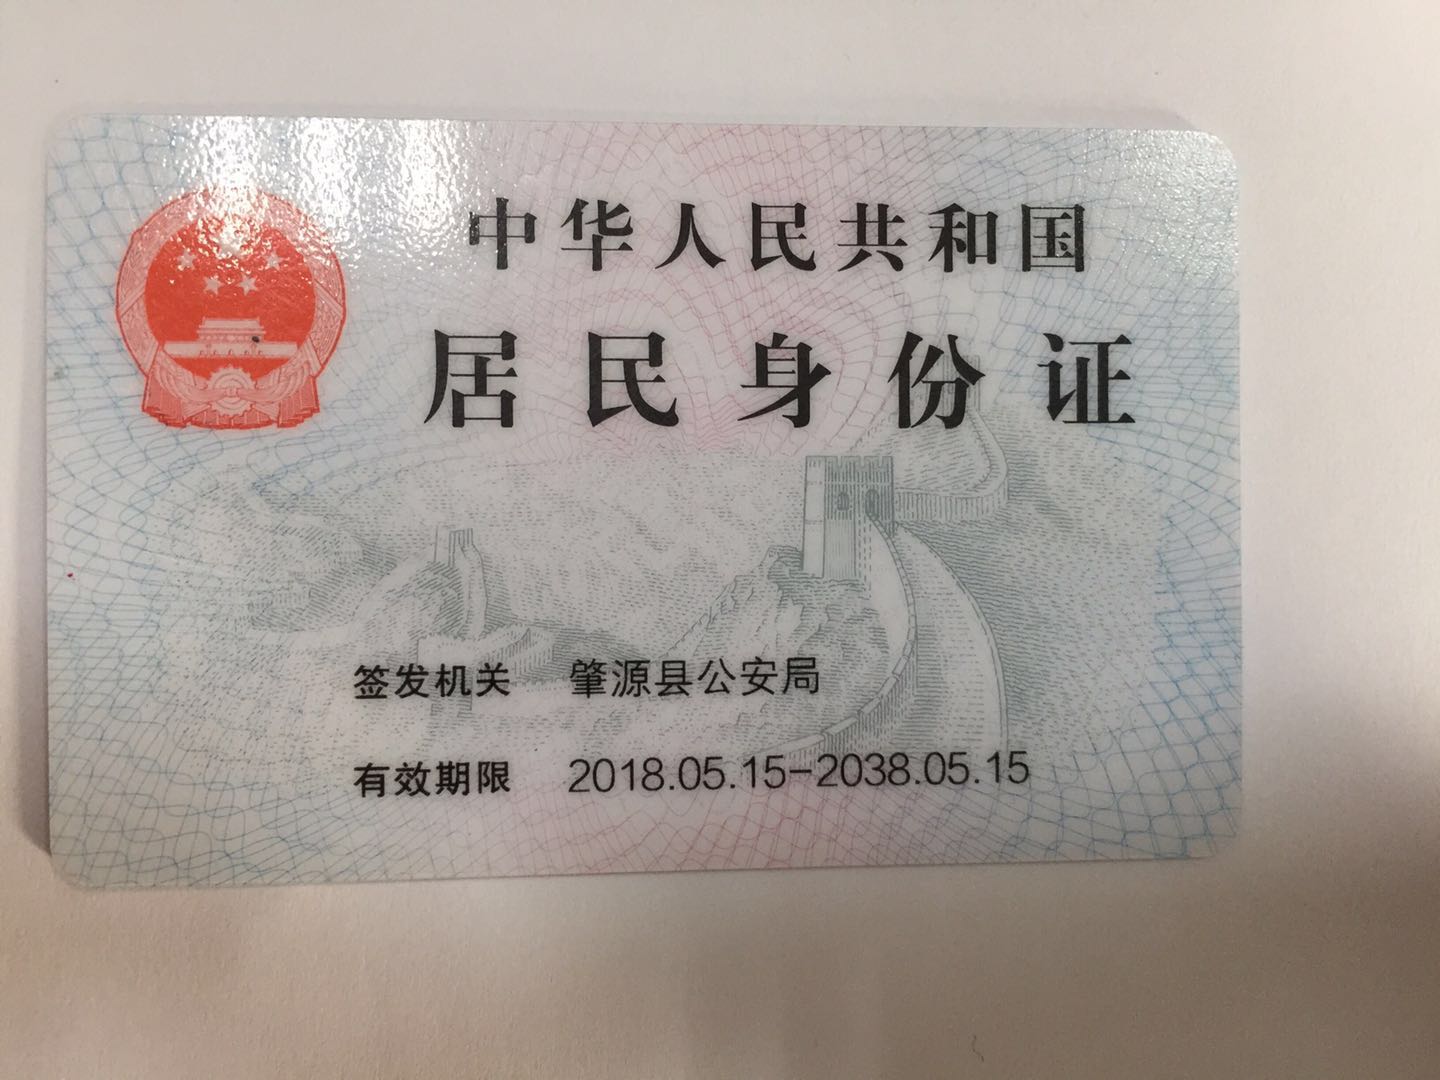 中华人民共和国
居民身份证
签发机关 肇源县公安局
有效期限 2018.05.15-2038.05.15